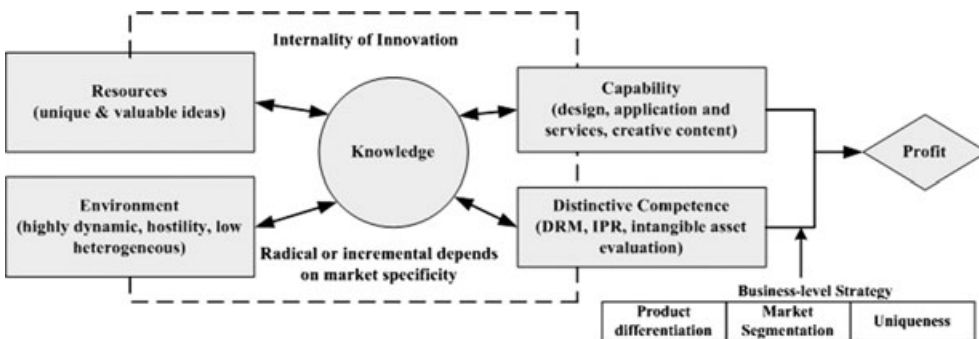 Internality of Innovation
Resources
(unique & valuable ideas)
Capability
(design, application and
services, creative content)
Knowledge
Profit
Environment
(highly dynamic, hostility, low
heterogeneous)
Distinctive Competence
(DRM, IPR, intangible asset
evaluation)
Radical or incremental depends
on market specificity
Business-level Strategy
Product
differentiation
Market
Segmentation
Uniqueness